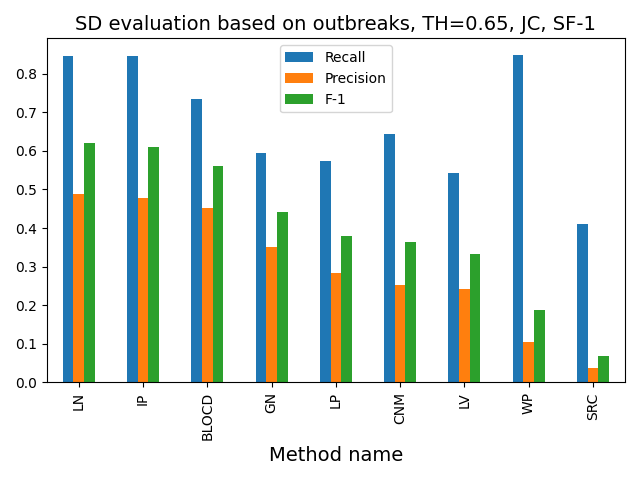 SD evaluation based on outbreaks, TH=0.65, JC, SF-1
Recall
Precision
F-1
0.8
0.7
0.6
0.5
0.4
0.3
0.2
0.1
0.0
LN
IP
BLOCD
GN
LP
CNM
LV
WP
SRC
Method name